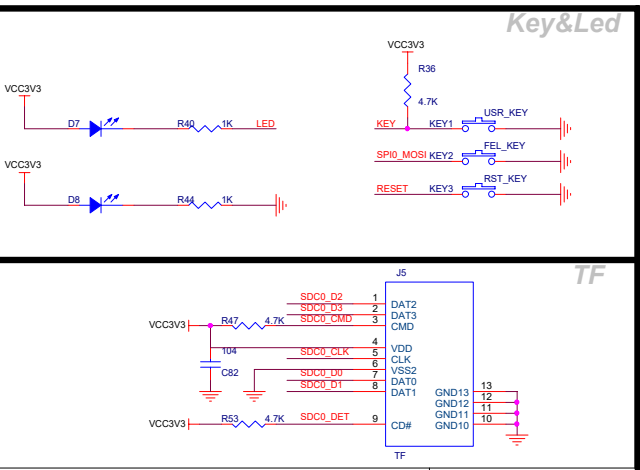 Key&Led
VCC3V3
D7
R40
1K
LED
VCC3V3
D8
R44
1K
VCC3V3
R36
4.7K
KEY
KEY1
USR_KEY
SPI0_MOSI
KEY2
FEL_KEY
RESET
KEY3
RST_KEY
TF
J5
SDC0_D2
1
DAT2
SDC0_D3
2
DAT3
VCC3V3
R47
4.7K
SDC0_CMD
3
CMD
104
C82
4
VDD
SDC0_CLK
5
CLK
6
VSS2
SDC0_D0
7
DAT0
SDC0_D1
8
DAT1
GND13
13
GND12
12
GND11
11
GND10
10
VCC3V3
R53
4.7K
SDC0_DET
9
CD#
TF